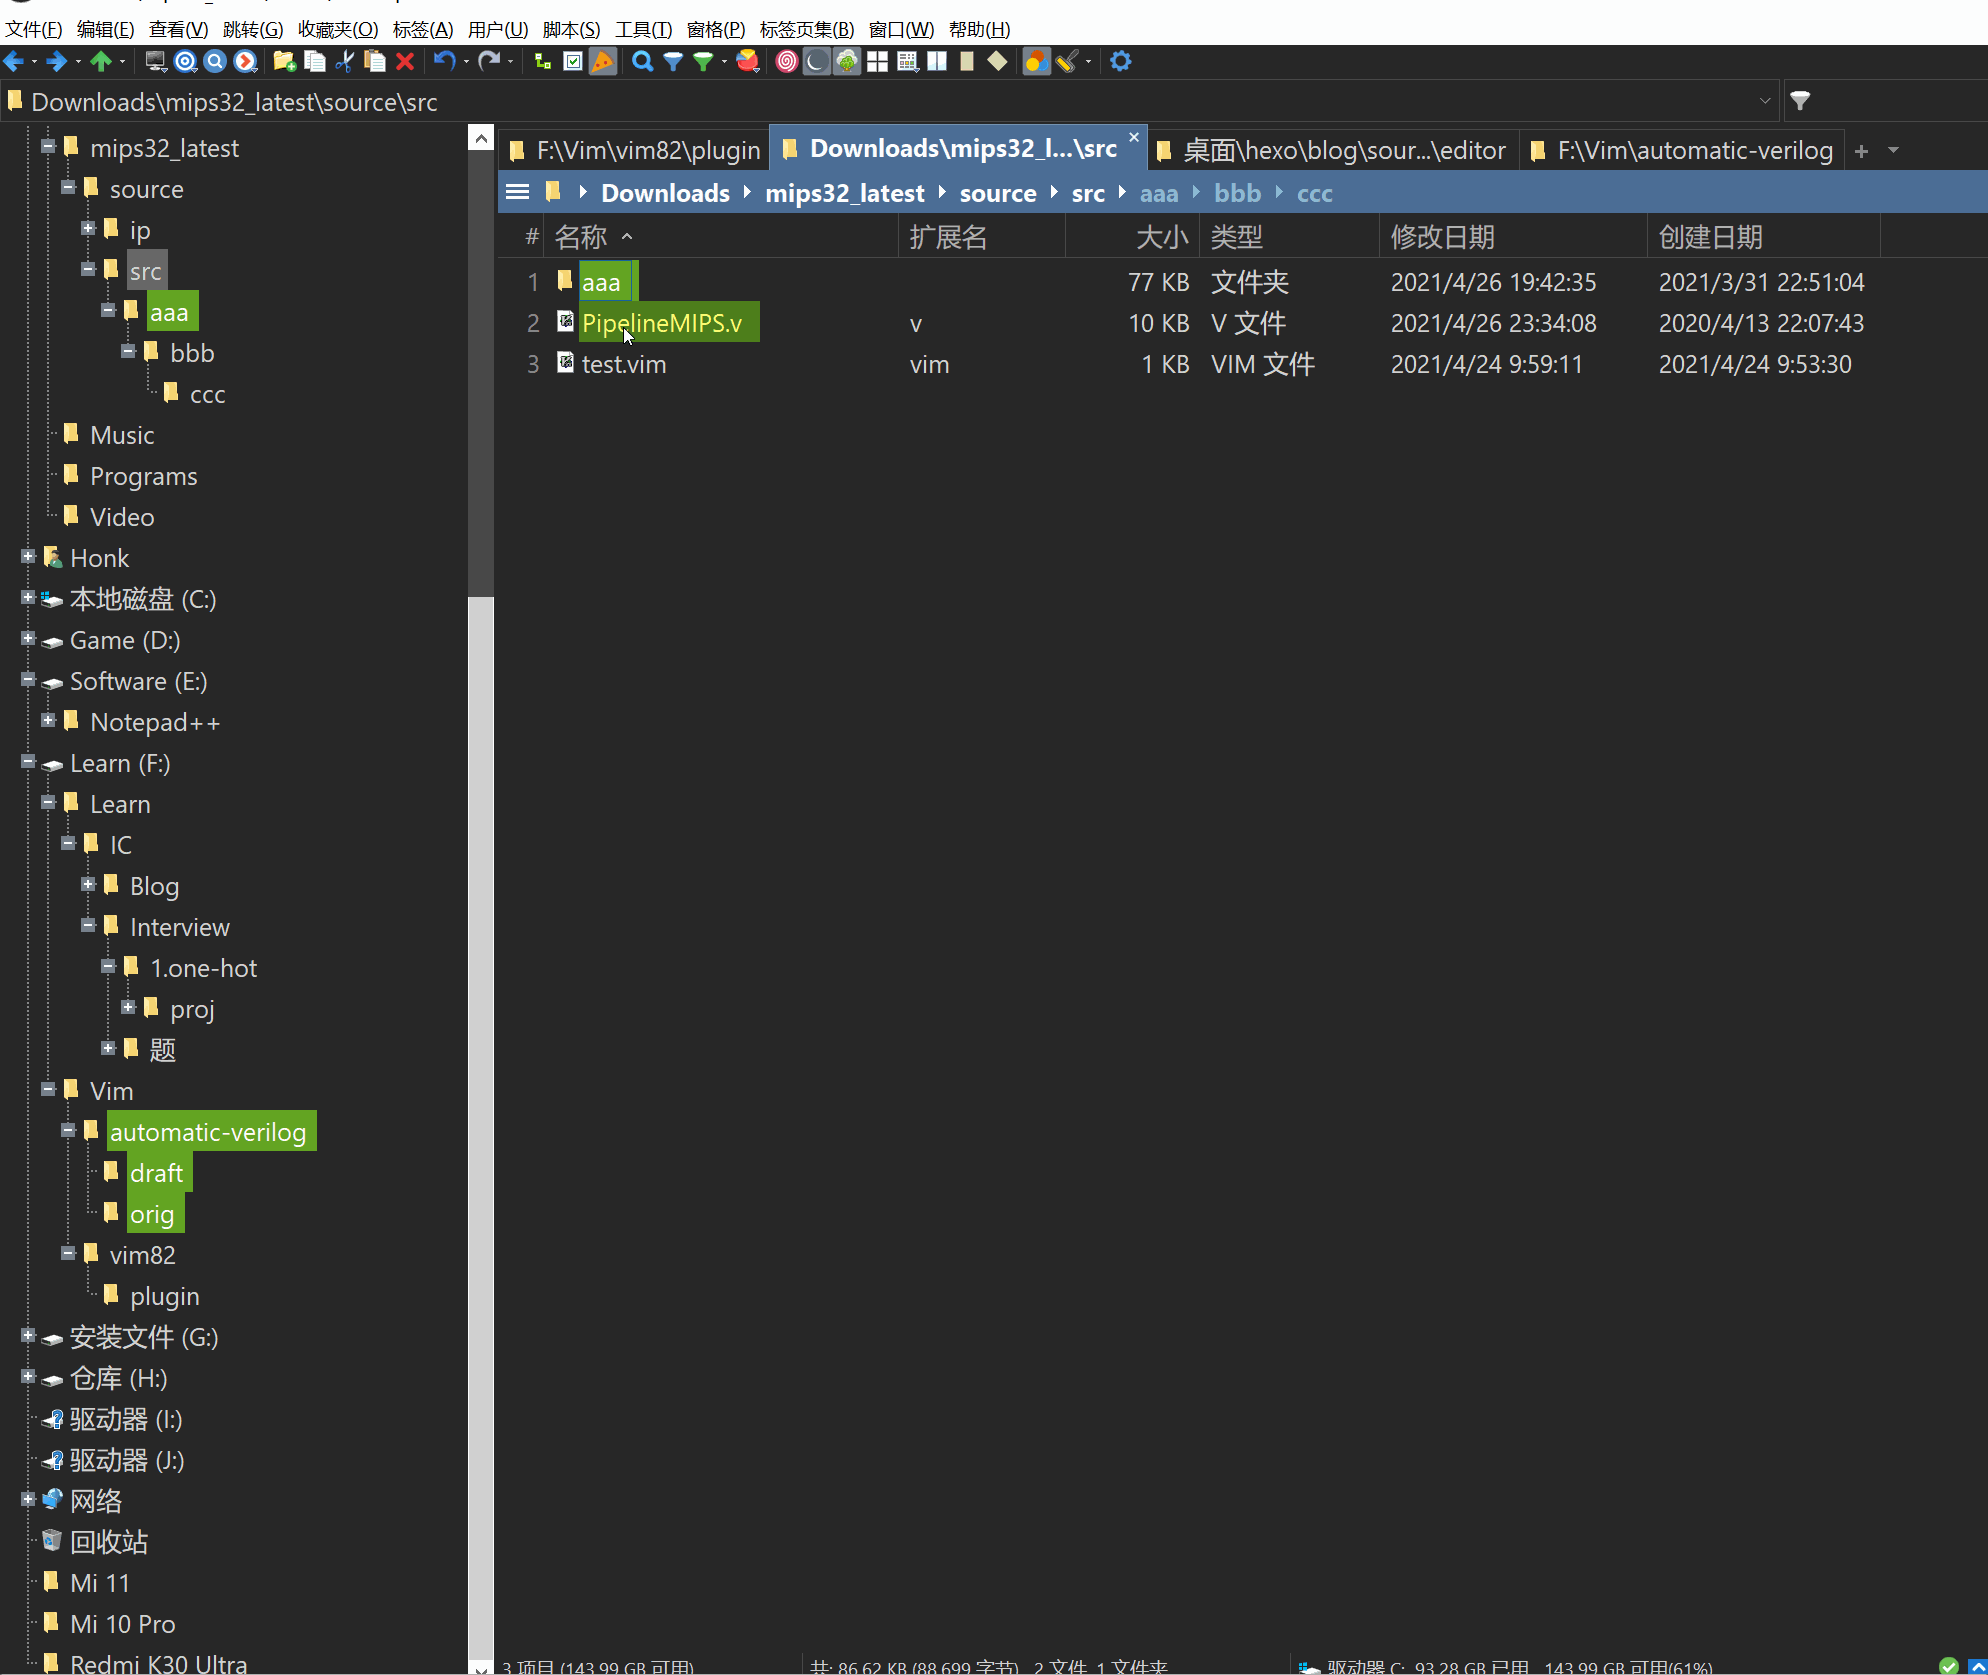 文件(F) 编辑(E) 查看(V) 跳转(G) 收藏夹(O) 标签(A) 用户(U) 脚本(S) 工具(T) 窗格(P) 标签页集(B) 窗口(W) 帮助(H)
Downloads\mips32_latest\source\src
mips32_latest
source
ip
src
aaa
bbb
ccc
Music
Programs
Video
Honk
本地磁盘 (C:)
Game (D:)
Software (E:)
Notepad++
Learn (F:)
Learn
IC
Blog
Interview
1.one-hot
proj
题
Vim
automatic-verilog
draft
orig
vim82
plugin
安装文件 (G:)
仓库 (H:)
驱动器 (I:)
驱动器 (J:)
网络
回收站
Mi 11
Mi 10 Pro
Redmi K30 Ultra
F:\Vim\vim82\plugin Downloads\mips32_l...\src 桌面\hexo\blog\sour...\editor F:\Vim\automatic-verilog
Downloads mips32_latest source src aaa bbb ccc
# 名称 扩展名 大小 类型 修改日期 创建日期
1 aaa 77 KB 文件夹 2021/4/26 19:42:35 2021/3/31 22:51:04
2 PipelineMIPS.v v 10 KB V 文件 2021/4/26 23:34:08 2020/4/13 22:07:43
3 test.vim vim 1 KB VIM 文件 2021/4/24 9:59:11 2021/4/24 9:53:30
3 项目 (143.99 GB 可用) 共: 86.62 KB (88,699 字节) 2 文件, 1 文件夹 驱动器 C: 93.28 GB 已用, 143.99 GB 可用(61%)